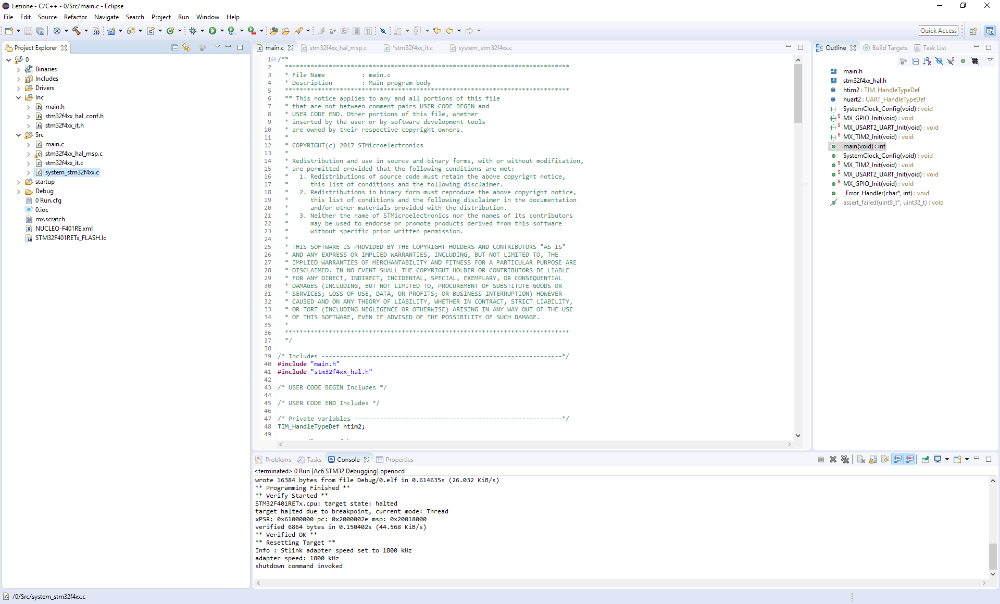 Lezione - C/C++ - 0/Src/main.c - Eclipse
File Edit Source Refactor Navigate Search Project Run Window Help
Quick Access
Project Explorer
0
Binaries
Includes
Drivers
Inc
main.h
stm32f4xx_hal_conf.h
stm32f4xx_it.h
Src
main.c
stm32f4xx_hal_msp.c
stm32f4xx_it.c
system_stm32f4xx.c
startup
Debug
0 Run.cfg
0.ioc
mx.scratch
NUCLEO-F401RE.xml
STM32F401RETx_FLASH.ld
main.c stm32f4xx_hal_msp.c *stm32f4xx_it.c system_stm32f4xx.c
1 /**
2 ******************************************************************************
3 * File Name : main.c
4 * Description : Main program body
5 ******************************************************************************
6 ** This notice applies to any and all portions of this file
7 * that are not between comment pairs USER CODE BEGIN and
8 * USER CODE END. Other portions of this file, whether
9 * inserted by the user or by software development tools
10 * are owned by their respective copyright owners.
11 *
12 * COPYRIGHT(c) 2017 STMicroelectronics
13 *
14 * Redistribution and use in source and binary forms, with or without modification,
15 * are permitted provided that the following conditions are met:
16 * 1. Redistributions of source code must retain the above copyright notice,
17 * this list of conditions and the following disclaimer.
18 * 2. Redistributions in binary form must reproduce the above copyright notice,
19 * this list of conditions and the following disclaimer in the documentation
20 * and/or other materials provided with the distribution.
21 * 3. Neither the name of STMicroelectronics nor the names of its contributors
22 * may be used to endorse or promote products derived from this software
23 * without specific prior written permission.
24 *
25 * THIS SOFTWARE IS PROVIDED BY THE COPYRIGHT HOLDERS AND CONTRIBUTORS "AS IS"
26 * AND ANY EXPRESS OR IMPLIED WARRANTIES, INCLUDING, BUT NOT LIMITED TO, THE
27 * IMPLIED WARRANTIES OF MERCHANTABILITY AND FITNESS FOR A PARTICULAR PURPOSE ARE
28 * DISCLAIMED. IN NO EVENT SHALL THE COPYRIGHT HOLDER OR CONTRIBUTORS BE LIABLE
29 * FOR ANY DIRECT, INDIRECT, INCIDENTAL, SPECIAL, EXEMPLARY, OR CONSEQUENTIAL
30 * DAMAGES (INCLUDING, BUT NOT LIMITED TO, PROCUREMENT OF SUBSTITUTE GOODS OR
31 * SERVICES; LOSS OF USE, DATA, OR PROFITS; OR BUSINESS INTERRUPTION) HOWEVER
32 * CAUSED AND ON ANY THEORY OF LIABILITY, WHETHER IN CONTRACT, STRICT LIABILITY,
33 * OR TORT (INCLUDING NEGLIGENCE OR OTHERWISE) ARISING IN ANY WAY OUT OF THE USE
34 * OF THIS SOFTWARE, EVEN IF ADVISED OF THE POSSIBILITY OF SUCH DAMAGE.
35 *
36 ******************************************************************************
37 */
38
39 /* Includes ------------------------------------------------------------------*/
40 #include "main.h"
41 #include "stm32f4xx_hal.h"
42
43 /* USER CODE BEGIN Includes */
44
45 /* USER CODE END Includes */
46
47 /* Private variables ---------------------------------------------------------*/
48 TIM_HandleTypeDef htim2;
49
Outline Build Targets Task List
main.h
stm32f4xx_hal.h
htim2 : TIM_HandleTypeDef
huart2 : UART_HandleTypeDef
SystemClock_Config(void) : void
MX_GPIO_Init(void) : void
MX_USART2_UART_Init(void) : void
MX_TIM2_Init(void) : void
main(void) : int
SystemClock_Config(void) : void
MX_TIM2_Init(void) : void
MX_USART2_UART_Init(void) : void
MX_GPIO_Init(void) : void
_Error_Handler(char*, int) : void
assert_failed(uint8_t*, uint32_t) : void
Problems Tasks Console Properties
<terminated> 0 Run [Ac6 STM32 Debugging] openocd
wrote 16384 bytes from file Debug/0.elf in 0.614635s (26.032 KiB/s)
** Programming Finished **
** Verify Started **
STM32F401RETx.cpu: target state: halted
target halted due to breakpoint, current mode: Thread
xPSR: 0x61000000 pc: 0x2000002e msp: 0x20018000
verified 6864 bytes in 0.150402s (44.568 KiB/s)
** Verified OK **
** Resetting Target **
Info : Stlink adapter speed set to 1800 kHz
adapter speed: 1800 kHz
shutdown command invoked
/0/Src/system_stm32f4xx.c